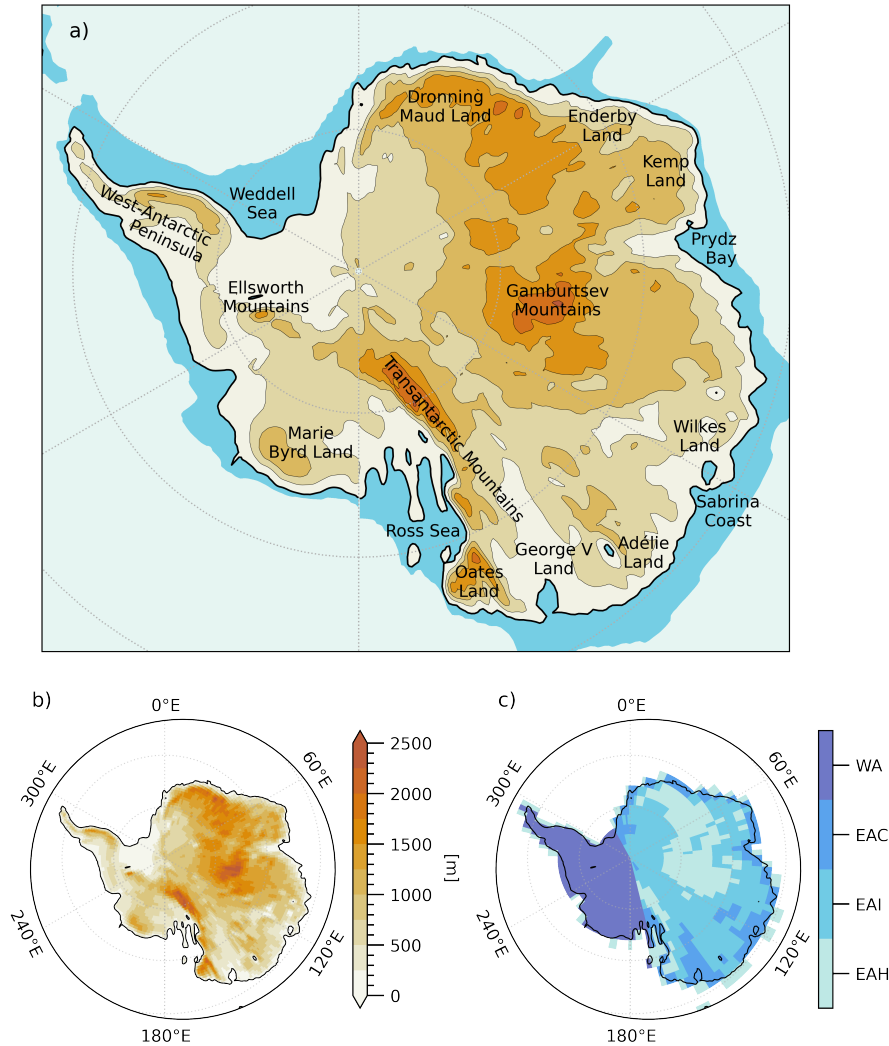 a)
Dronning
Maud Land
Enderby
Land
Kemp
Land
Weddell
Sea
West-Antarctic
Peninsula
Prydz
Bay
Ellsworth
Mountains
Gamburtsev
Mountains
Transantarctic Mountains
Marie
Byrd Land
Wilkes
Land
Sabrina
Coast
Ross Sea
George V
Land
Adélie
Land
Oates
Land
b)
0°E
60°E
120°E
180°E
240°E
300°E
2500
2000
1500
1000
500
0
[m]
c)
0°E
60°E
120°E
180°E
240°E
300°E
WA
EAC
EAI
EAH